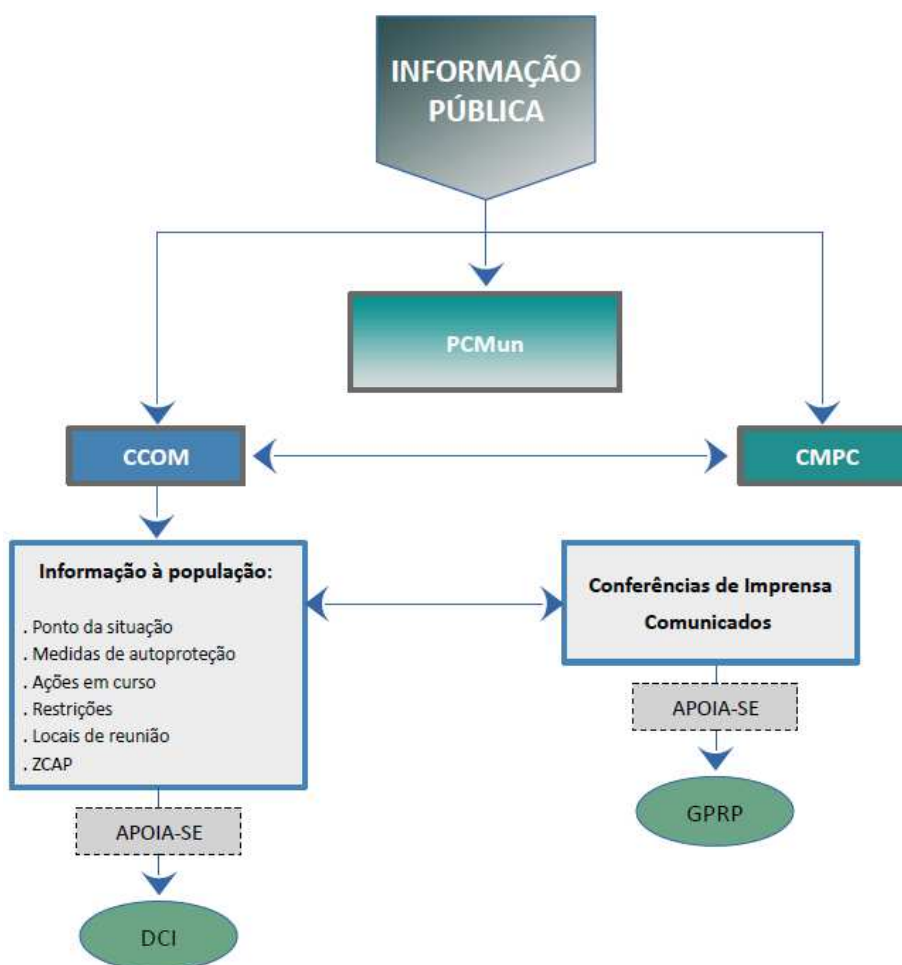 INFORMAÇÃO
PÚBLICA
PCMun
CCOM
CMPC
Informação à população:
. Ponto da situação
. Medidas de autoproteção
. Ações em curso
. Restrições
. Locais de reunião
. ZCAP
Conferências de Imprensa
Comunicados
APOIA-SE
GPRP
APOIA-SE
DCI